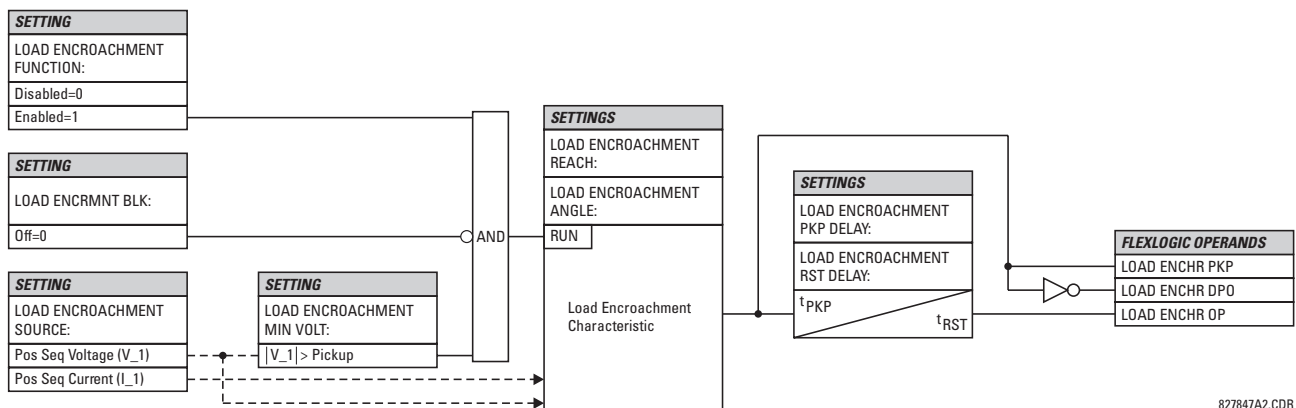 SETTING
LOAD ENCROACHMENT
FUNCTION:
Disabled=0
Enabled=1
SETTING
LOAD ENCRMNT BLK:
Off=0
SETTING
LOAD ENCROACHMENT
SOURCE:
Pos Seq Voltage (V_1)
Pos Seq Current (I_1)
SETTING
LOAD ENCROACHMENT
MIN VOLT:
|V_1| > Pickup
AND
SETTINGS
LOAD ENCROACHMENT
REACH:
LOAD ENCROACHMENT
ANGLE:
RUN
Load Encroachment
Characteristic
SETTINGS
LOAD ENCROACHMENT
PKP DELAY:
LOAD ENCROACHMENT
RST DELAY:
tPKP
tRST
FLEXLOGIC OPERANDS
LOAD ENCHR PKP
LOAD ENCHR DPO
LOAD ENCHR OP
827847A2.CDR